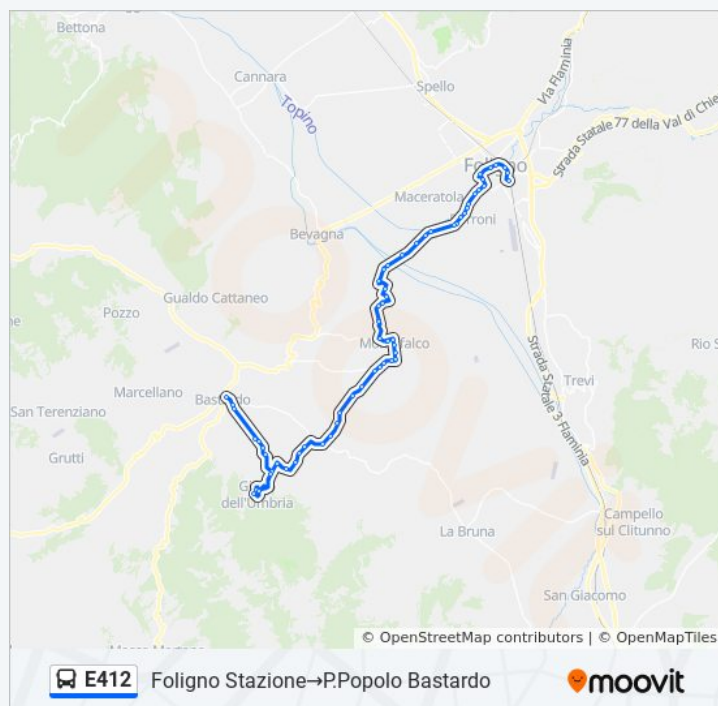 Bettona
Cannara
Spello
Via Flaminia
Topino
Foligno
Strada Statale 77 della Val di Chie
Maceratola
Bevagna
Gualdo Cattaneo
Pozzo
Montefalco
Rio S
Marcellano
Bastardo
Trevi
Strada Statale 3 Flaminia
San Terenziano
Grutti
Giano
dell'Umbria
La Bruna
Campello
sul Clitunno
San Giacomo
© OpenStreetMap contributors | © OpenMapTiles
E412 Foligno Stazione→P.Popolo Bastardo moovit